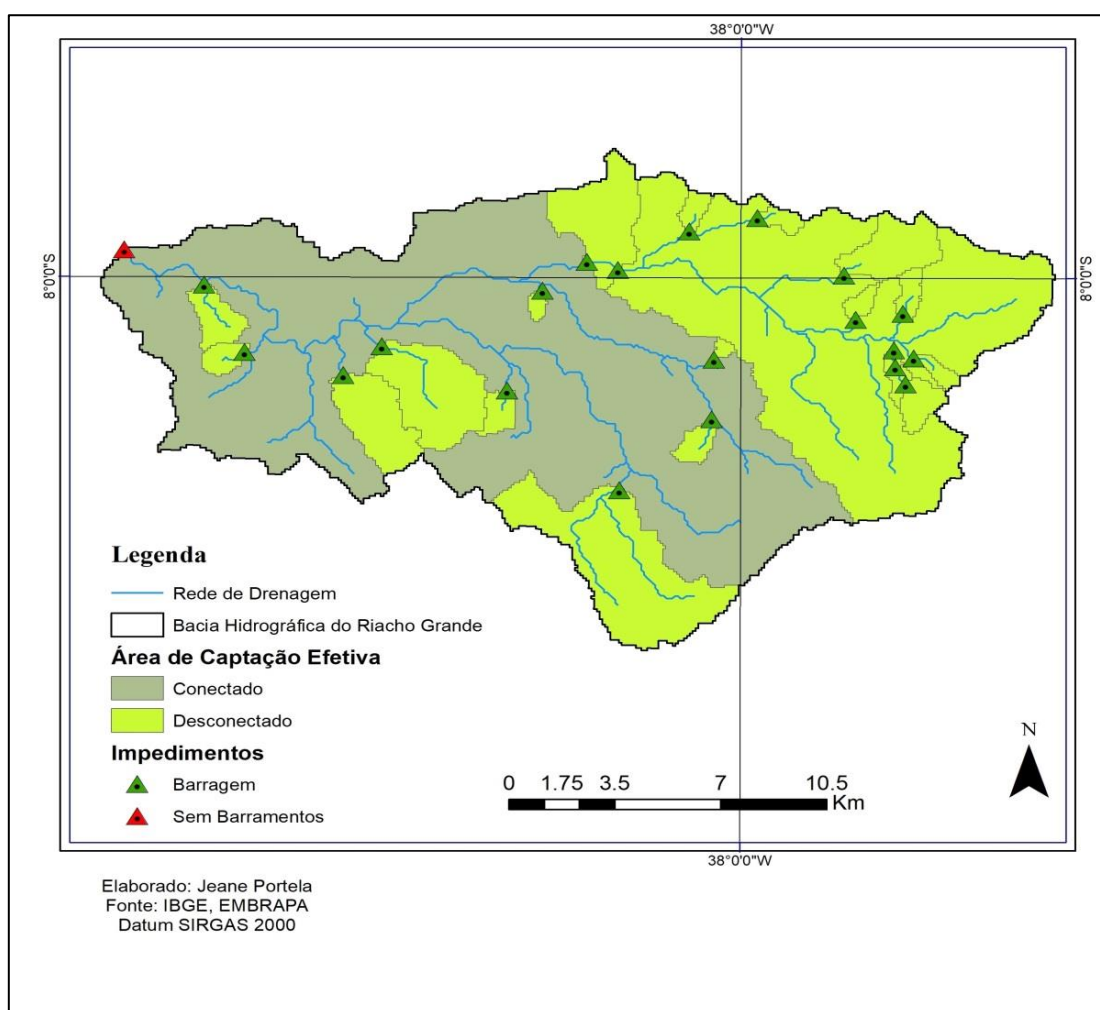 38°0'0"W
8°0'0"S
8°0'0"S
Legenda
Rede de Drenagem
Bacia Hidrográfica do Riacho Grande
Área de Captação Efetiva
Conectado
Desconectado
Impedimentos
Barragem
Sem Barramentos
0 1.75 3.5 7 10.5
Km
N
38°0'0"W
Elaborado: Jeane Portela
Fonte: IBGE, EMBRAPA
Datum SIRGAS 2000